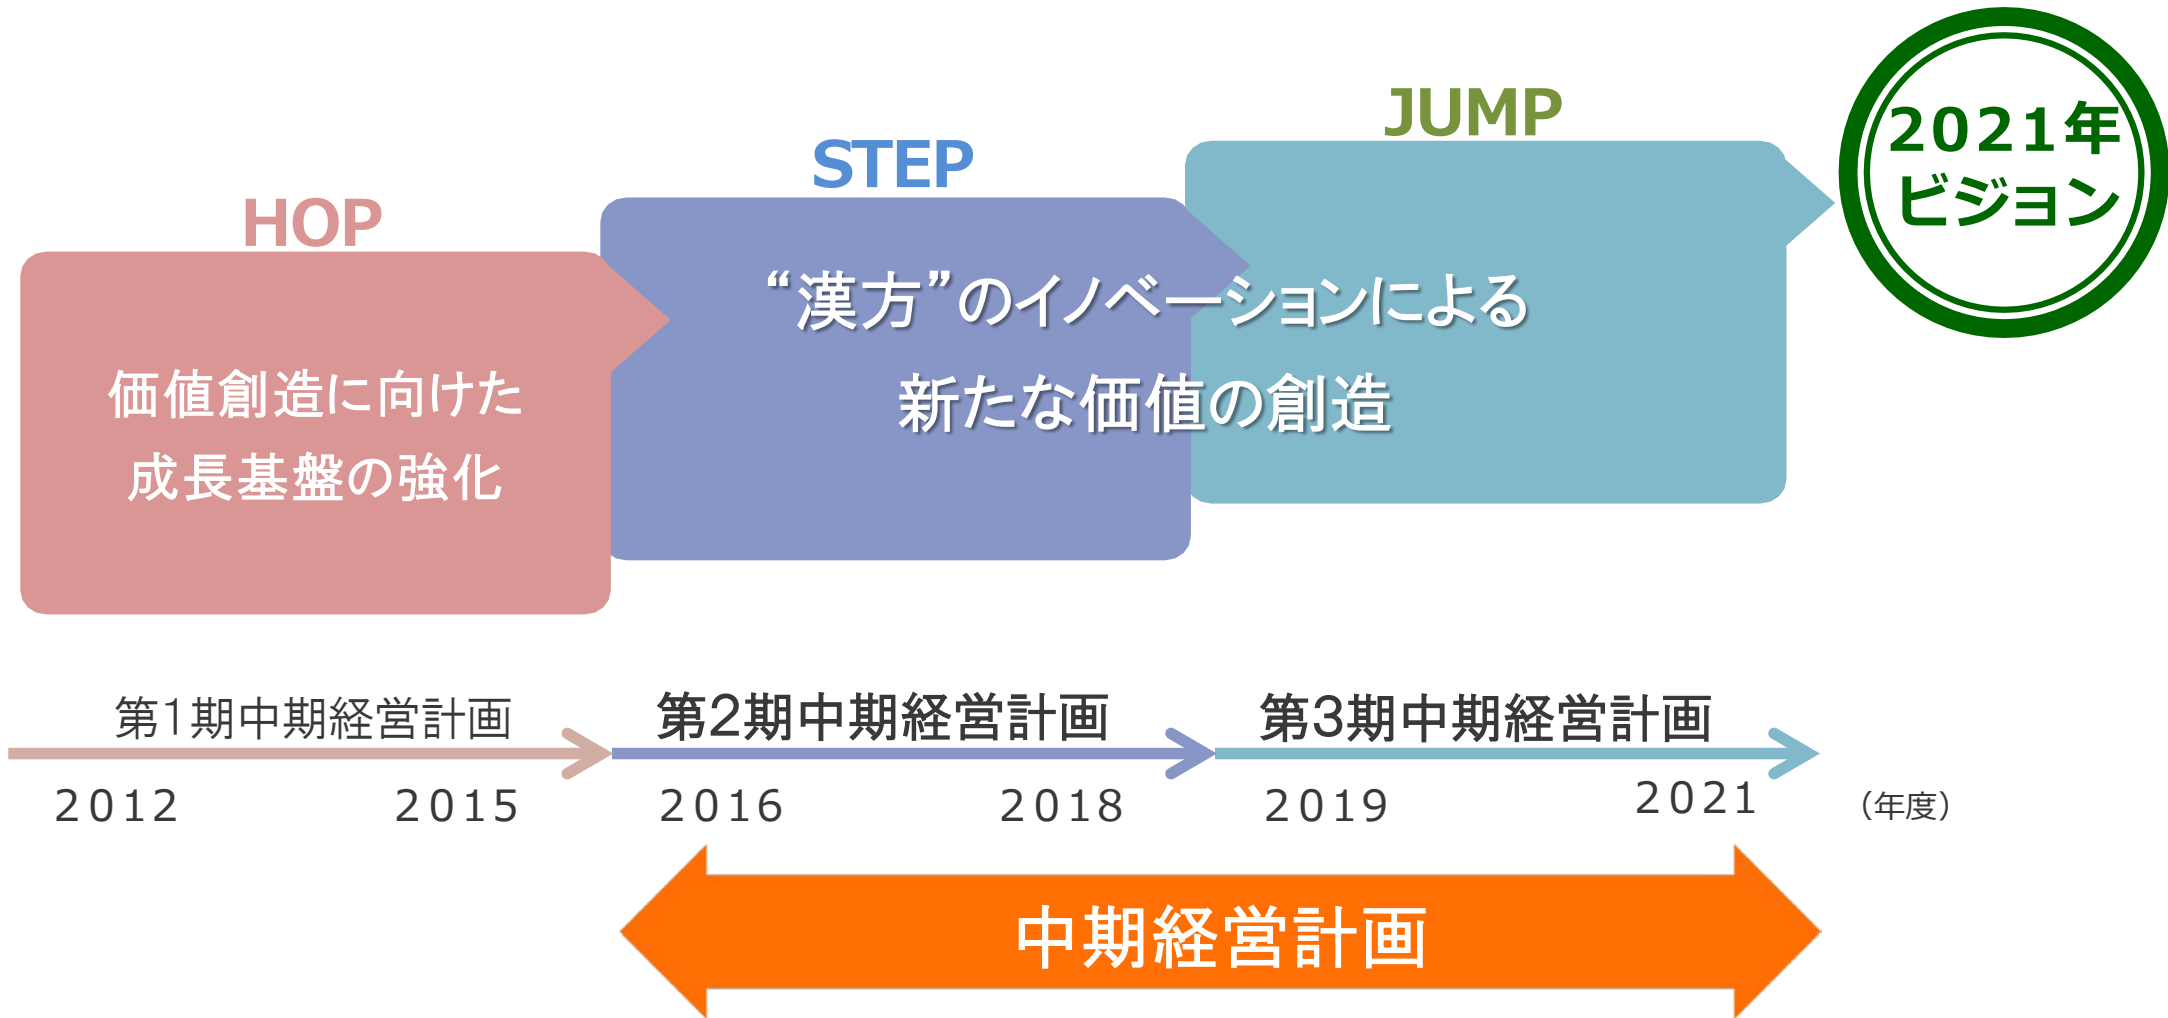 2021年
ビジョン
JUMP
STEP
HOP
“漢方”のイノベーションによる
新たな価値の創造
価値創造に向けた
成長基盤の強化
第1期中期経営計画
第2期中期経営計画
第3期中期経営計画
2012
2015
2016
2018
2019
2021
（年度）
中期経営計画